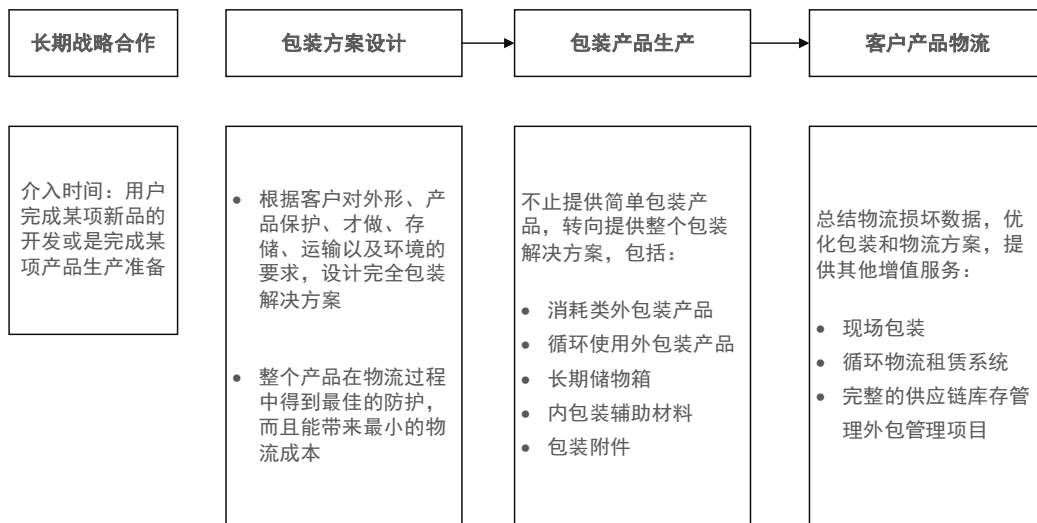 长期战略合作
包装方案设计
包装产品生产
客户产品物流
介入时间：用户
完成某项新品的
开发或是完成某
项产品生产准备
• 根据客户对外形、产
品保护、才做、存
储、运输以及环境的
要求，设计完全包装
解决方案
• 整个产品在物流过程
中得到最佳的防护，
而且能带来最小的物
流成本
不止提供简单包装产
品，转向提供整个包装
解决方案，包括：
• 消耗类外包装产品
• 循环使用外包装产品
• 长期储物箱
• 内包装辅助材料
• 包装附件
总结物流损坏数据，优
化包装和物流方案，提
供其他增值服务：
• 现场包装
• 循环物流租赁系统
• 完整的供应链库存管
理外包管理项目